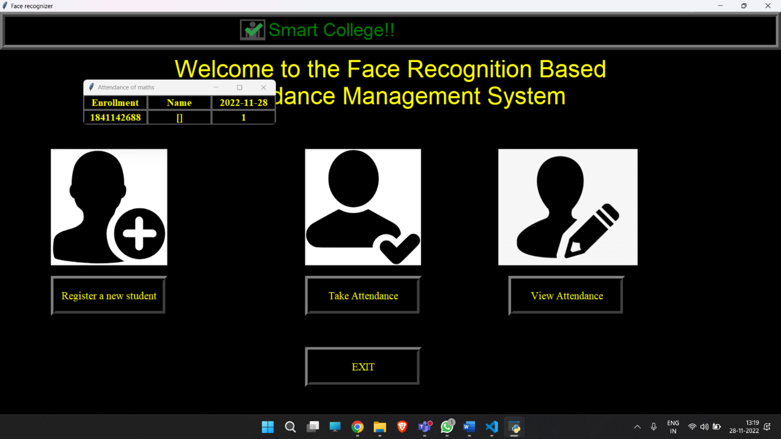 Face recognizer
Smart College!!
Welcome to the Face Recognition Based
dance Management System
Attendance of maths
Enrollment Name 2022-11-28
1841142688 [] 1
Register a new student
Take Attendance
View Attendance
EXIT
ENG
IN
13:19
28-11-2022